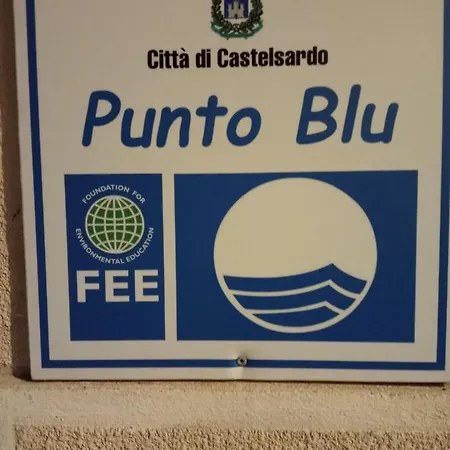 Città di Castelsardo
Punto Blu
FOUNDATION FOR
ENVIRONMENTAL EDUCATION
FEE